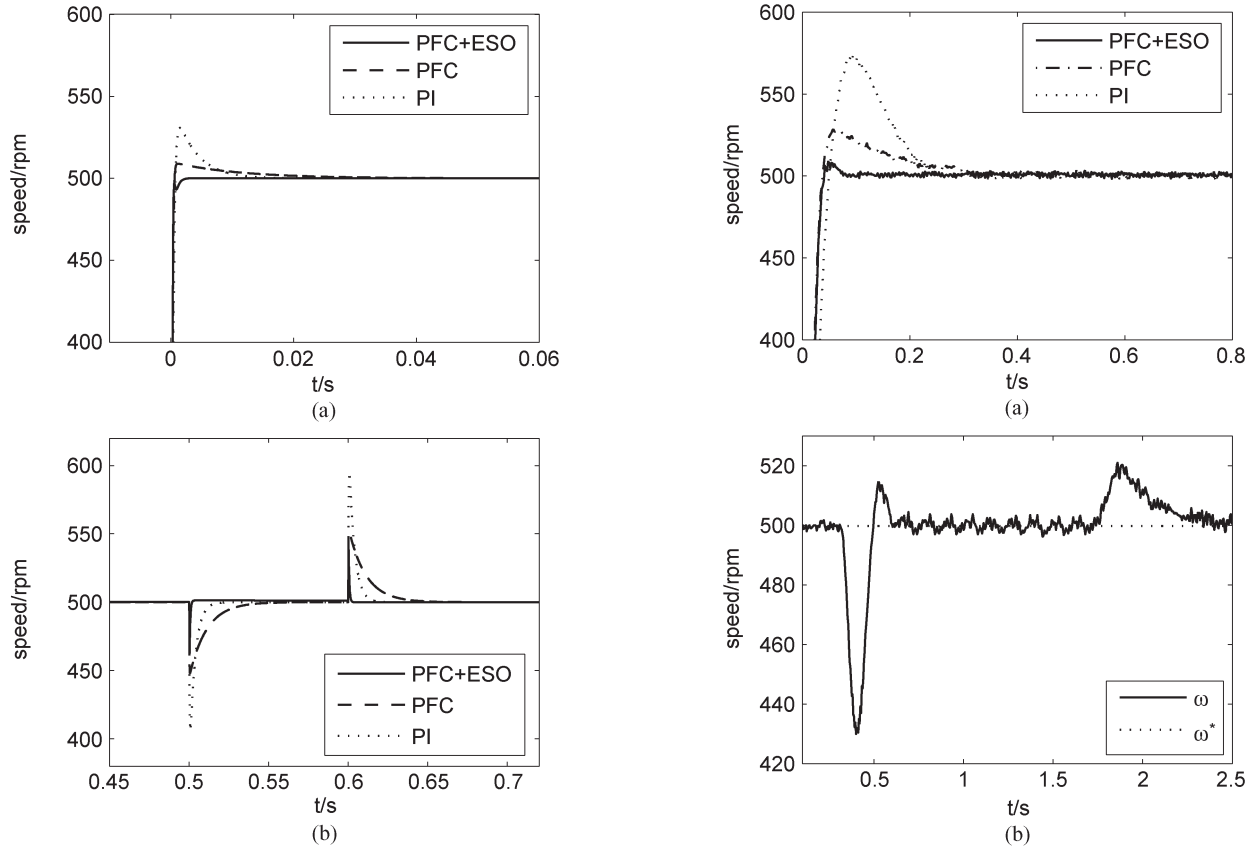 600
550
500
450
400
speed/rpm
PFC+ESO
PFC
PI
0
0.02
0.04
0.06
t/s
(a)
600
550
500
450
400
speed/rpm
PFC+ESO
PFC
PI
0
0.2
0.4
0.6
0.8
t/s
(a)
600
550
500
450
400
speed/rpm
PFC+ESO
PFC
PI
0.45
0.5
0.55
0.6
0.65
0.7
t/s
(b)
520
500
480
460
440
420
speed/rpm
ω
ω*
0.5
1
1.5
2
2.5
t/s
(b)